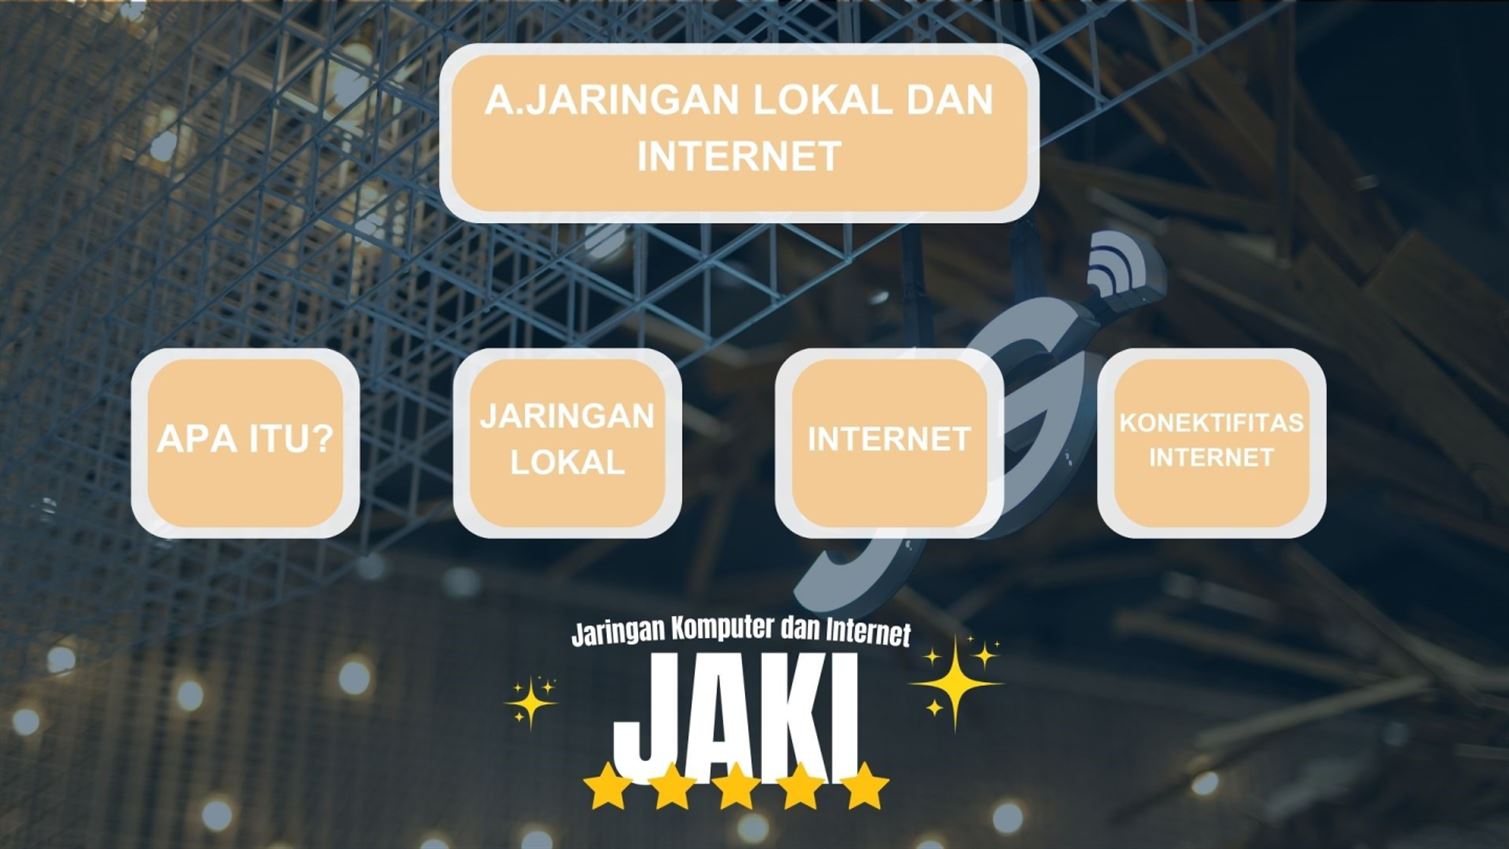 A.JARINGAN LOKAL DAN
INTERNET
APA ITU?
JARINGAN
LOKAL
INTERNET
KONEKTIFITAS
INTERNET
Jaringan Komputer dan Internet
JAKI